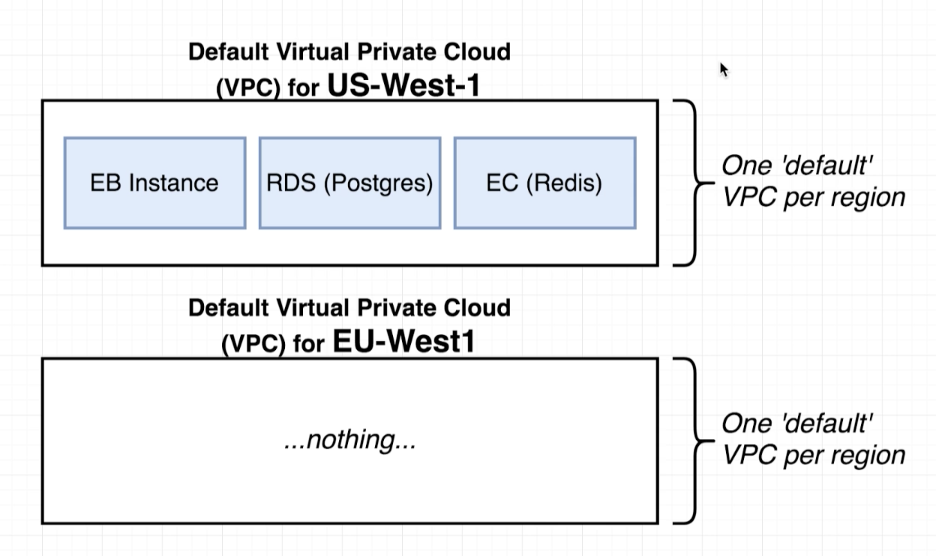 Default Virtual Private Cloud
(VPC) for US-West-1
EB Instance
RDS (Postgres)
EC (Redis)
One 'default'
VPC per region
Default Virtual Private Cloud
(VPC) for EU-West1
...nothing...
One 'default'
VPC per region